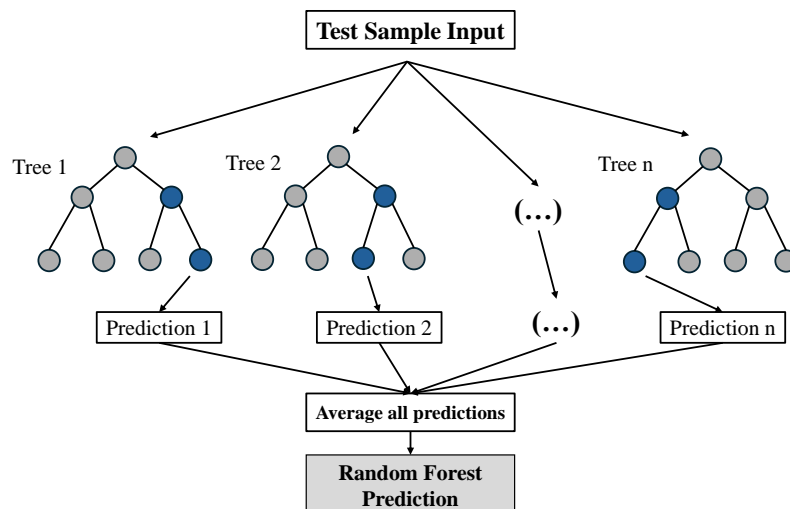 Test Sample Input
Tree 1
Tree 2
Tree n
(...)
Prediction 1
Prediction 2
(...)
Prediction n
Average all predictions
Random Forest
Prediction